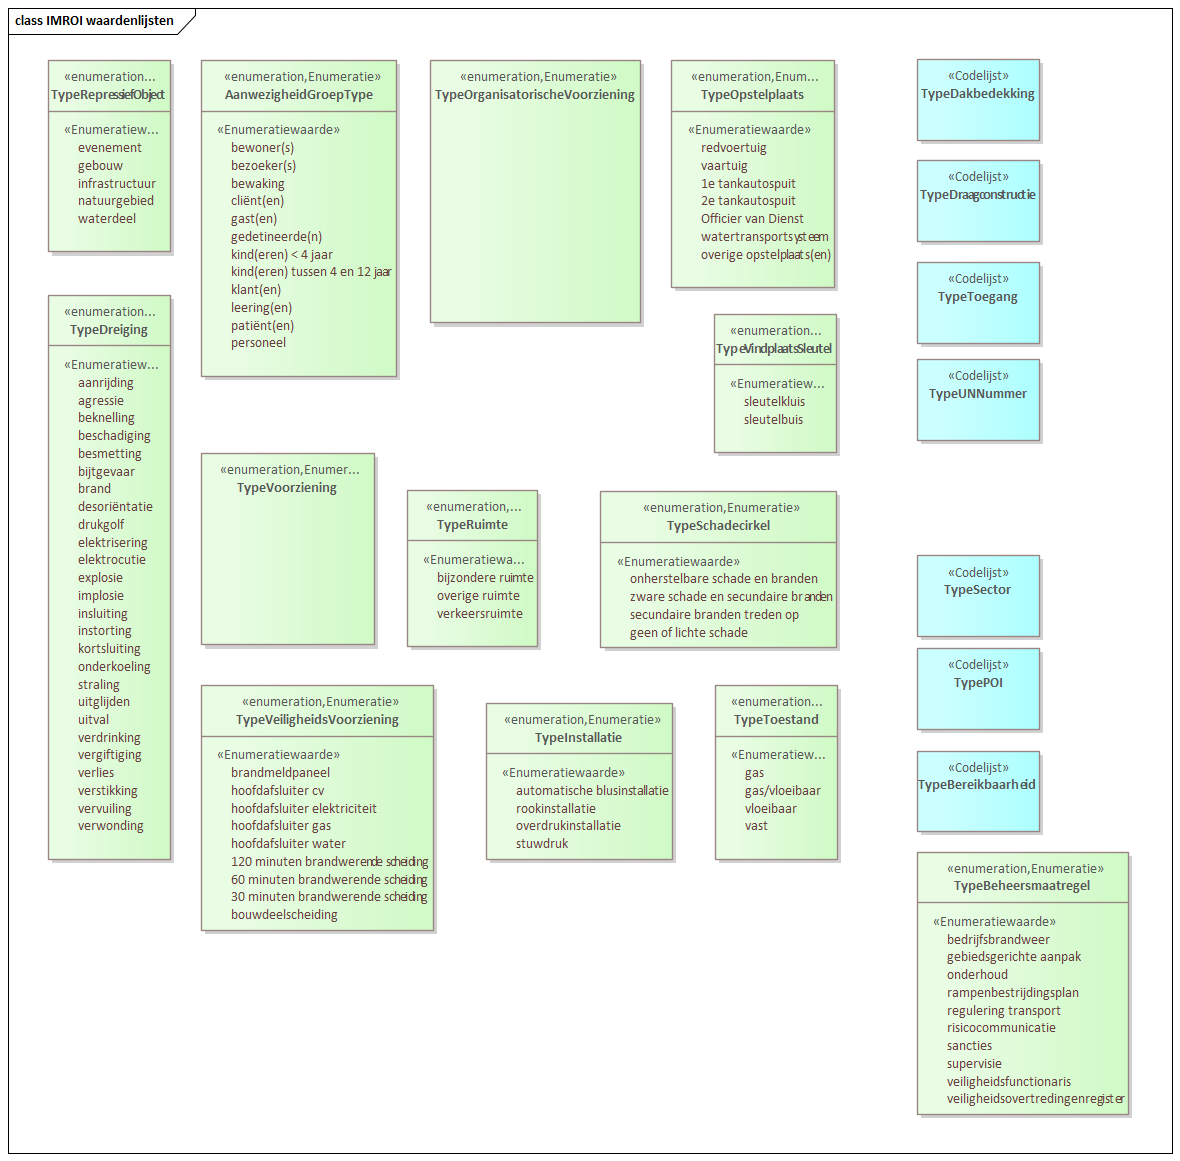 class IMROI waardenlijsten
«enumeration...
TypeRepressiefObject
«Enumeratiew...
evenement
gebouw
infrastructuur
natuurgebied
waterdeel
«enumeration,Enumeratie»
AanwezigheidGroepType
«Enumeratiewaarde»
bewoner(s)
bezoeker(s)
bewaking
cliënt(en)
gast(en)
gedetineerde(n)
kind(eren) < 4 jaar
kind(eren) tussen 4 en 12 jaar
klant(en)
leering(en)
patiënt(en)
personeel
«enumeration,Enumeratie»
TypeOrganisatorischeVoorziening
«enumeration,Enum...
TypeOpstelplaats
«Enumeratiewaarde»
redvoertuig
vaartuig
1e tankautospuit
2e tankautospuit
Officier van Dienst
watertransportsysteem
overige opstelplaats(en)
«Codelijst»
TypeDakbedekking
«Codelijst»
TypeDraagconstructie
«Codelijst»
TypeToegang
«Codelijst»
TypeUNNummer
«enumeration...
TypeDreiging
«Enumeratiew...
aanrijding
agressie
beknelling
beschadiging
besmetting
bijtgevaar
brand
desoriëntatie
drukgolf
elektrisering
elektrocutie
explosie
implosie
insluiting
instorting
kortsluiting
onderkoeling
straling
uitglijden
uitval
verdrinking
vergiftiging
verlies
verstikking
vervuiling
verwonding
«enumeration...
TypeVindplaatsSleutel
«Enumeratiew...
sleutelkluis
sleutelbuis
«enumeration,Enumer...
TypeVoorziening
«enumeration,...
TypeRuimte
«Enumeratiewa...
bijzondere ruimte
overige ruimte
verkeersruimte
«enumeration,Enumeratie»
TypeSchadecirkel
«Enumeratiewaarde»
onherstelbare schade en branden
zware schade en secundaire branden
secundaire branden treden op
geen of lichte schade
«Codelijst»
TypeSector
«Codelijst»
TypePOI
«Codelijst»
TypeBereikbaarheid
«enumeration,Enumeratie»
TypeVeiligheidsVoorziening
«Enumeratiewaarde»
brandmeldpaneel
hoofdafsluiter cv
hoofdafsluiter elektriciteit
hoofdafsluiter gas
hoofdafsluiter water
120 minuten brandwerende scheiding
60 minuten brandwerende scheiding
30 minuten brandwerende scheiding
bouwdeelscheiding
«enumeration,Enumeratie»
TypeInstallatie
«Enumeratiewaarde»
automatische blusinstallatie
rookinstallatie
overdrukinstallatie
stuwdruk
«enumeration...
TypeToestand
«Enumeratiew...
gas
gas/vloeibaar
vloeibaar
vast
«enumeration,Enumeratie»
TypeBeheersmaatregel
«Enumeratiewaarde»
bedrijfsbrandweer
gebiedsgerichte aanpak
onderhoud
rampenbestrijdingsplan
regulering transport
risicocommunicatie
sancties
supervisie
veiligheidsfunctionaris
veiligheidsovertredingenregister